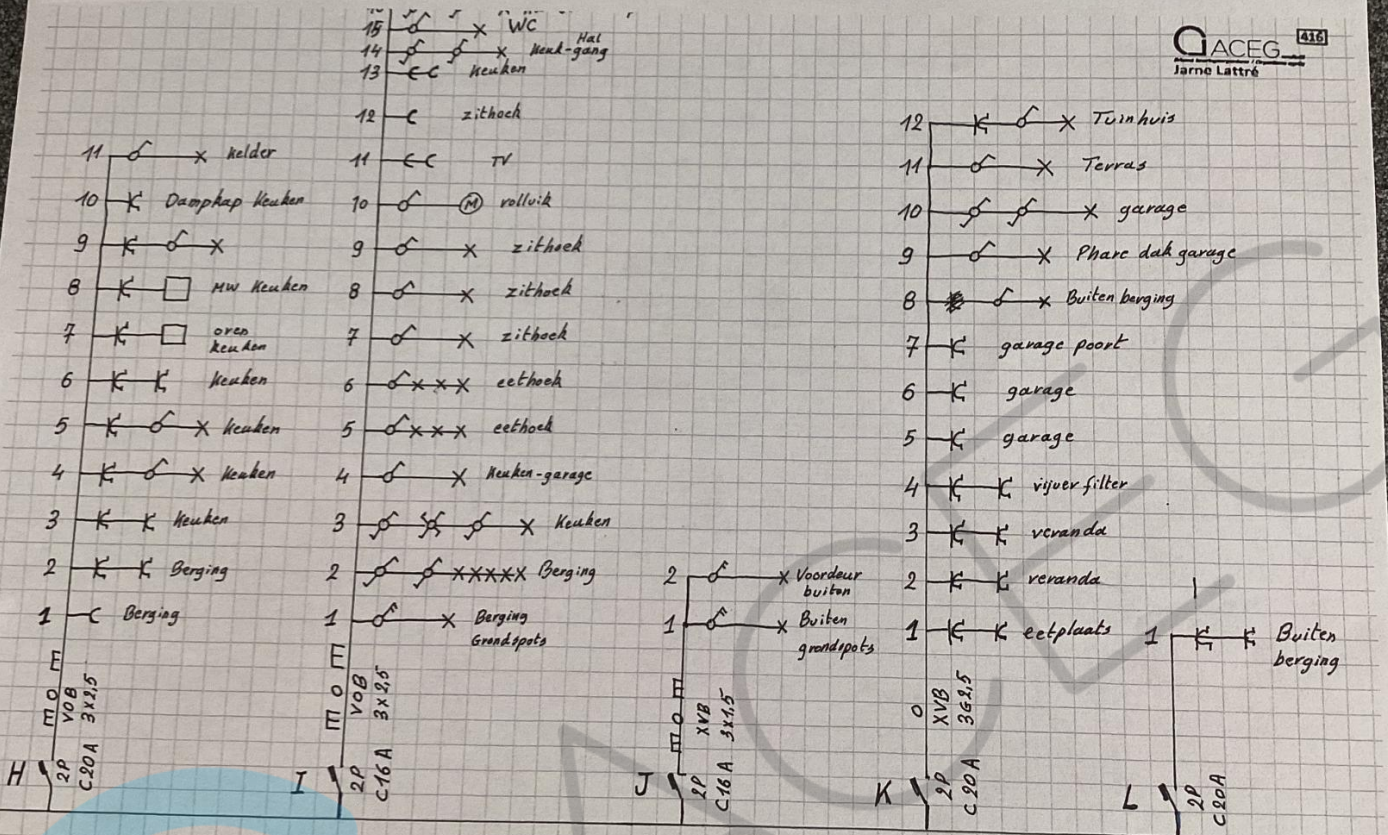 ACEG 416
Jarne Lattré
15 WC
14 Keuk-gang Hal
13 Keuken
12 zithoek
11 TV
10 M rolluik
9 zithoek
8 zithoek
7 zithoek
6 eethoek
5 eethoek
4 Keuken-garage
3 Keuken
2 Berging
1 Berging
Grondspots
VOB
3x2,5
I 2P
C16A
11 Kelder
10 Dampkap Keuken
9
8 MW Keuken
7 oven
keuken
6 Keuken
5 Keuken
4 Keuken
3 Keuken
2 Berging
1 Berging
VOB
3x2,5
H 2P
C20A
2 Voordeur
buiten
1 Buiten
grondspots
XVB
3x1,5
J 2P
C16A
12 Tuinhuis
11 Terras
10 garage
9 Phare dak garage
8 Buiten berging
7 garage poort
6 garage
5 garage
4 vijver filter
3 veranda
2 veranda
1 eetplaats
XVB
3G2,5
K 2P
C20A
1 Buiten
berging
L 2P
C20A